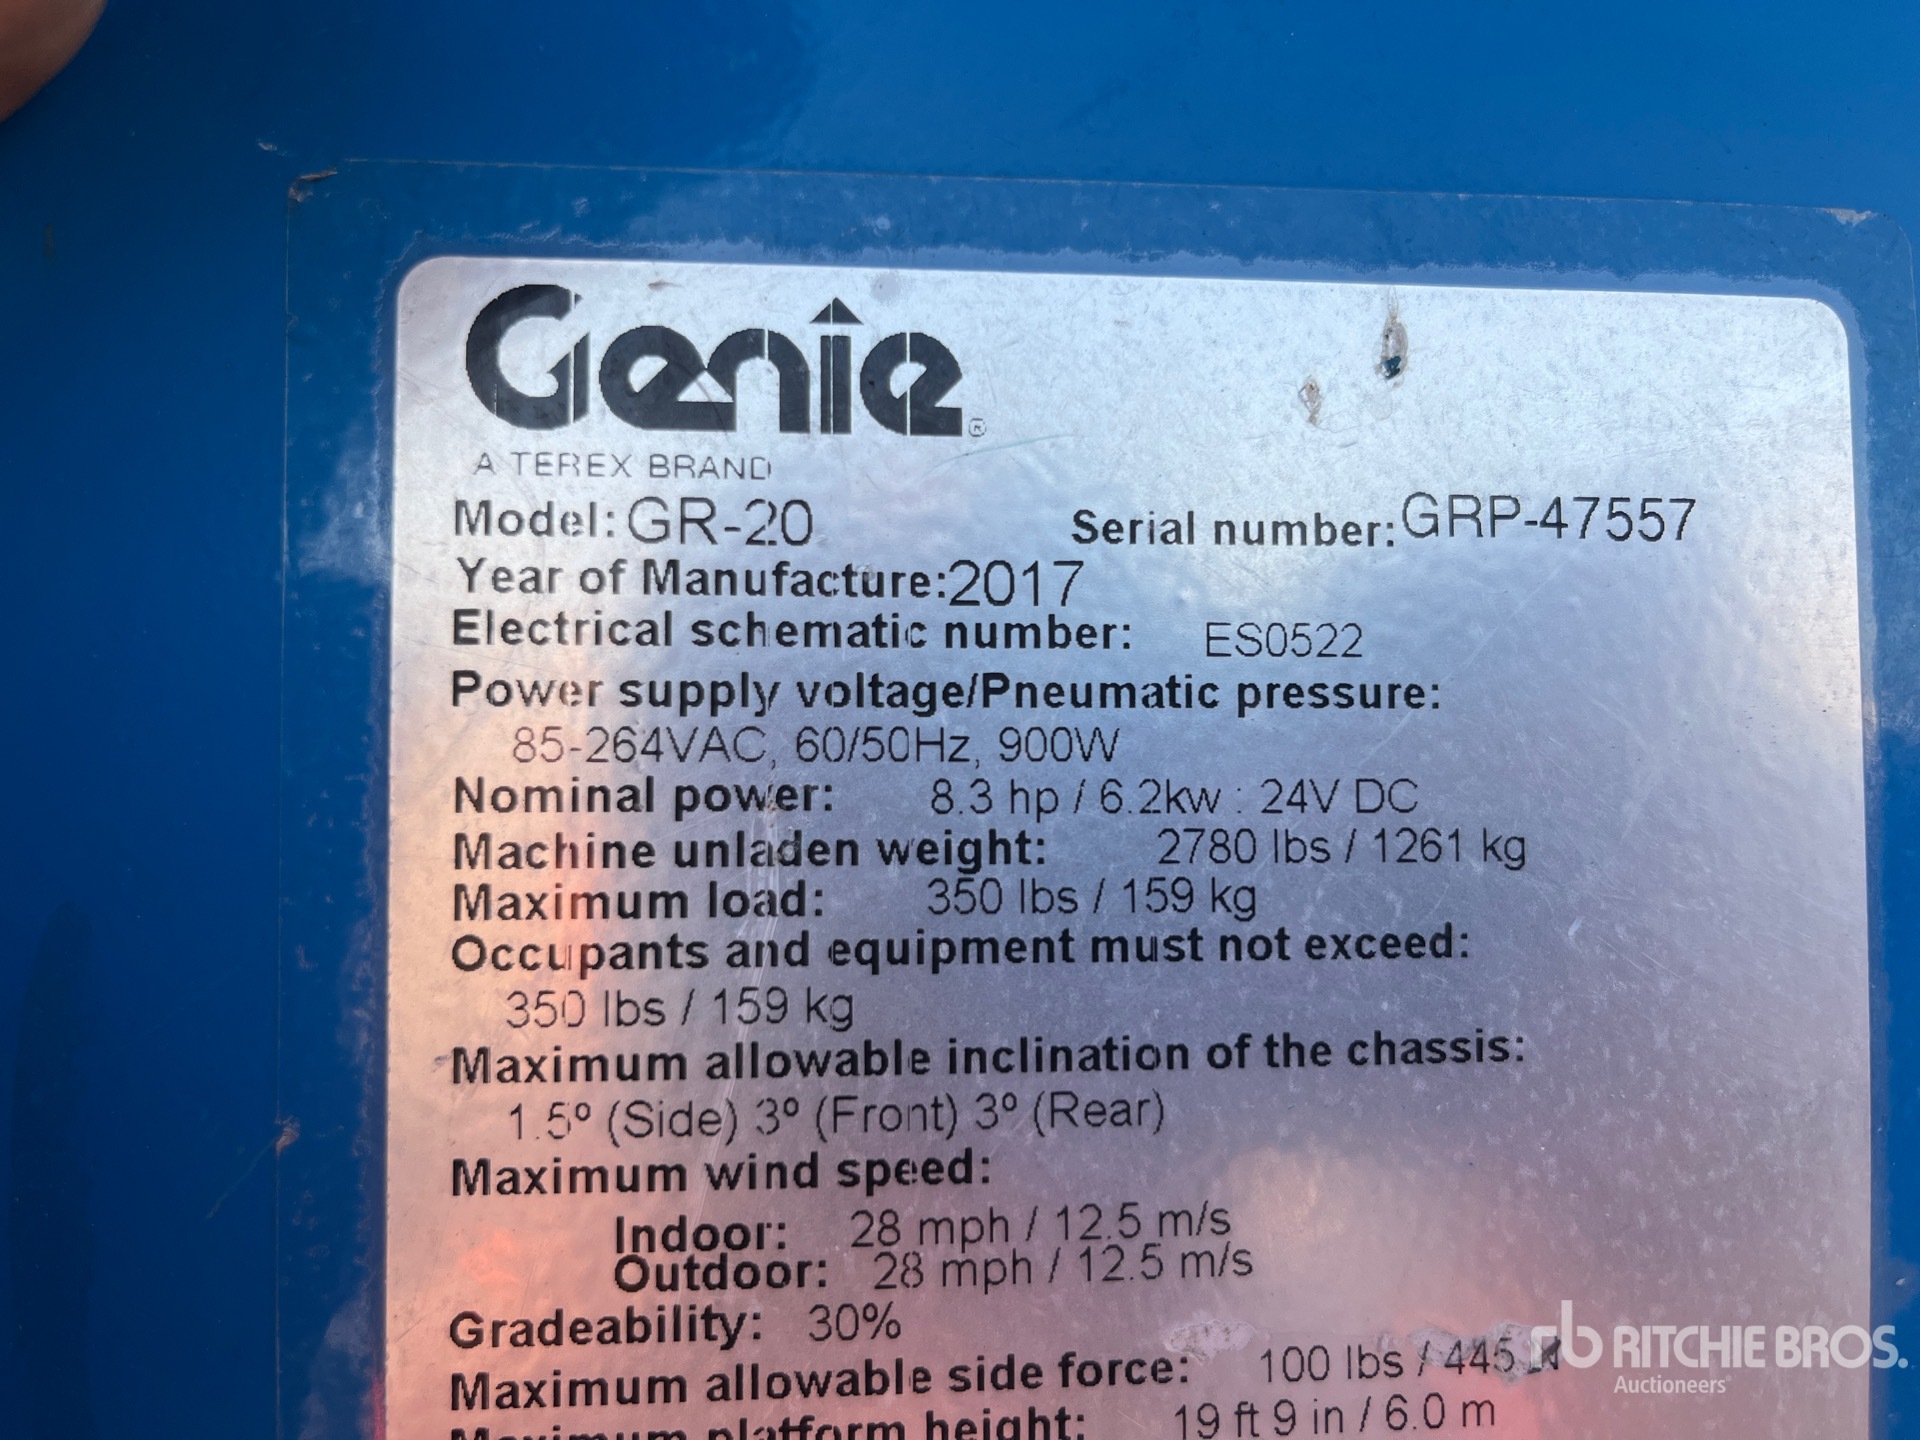 Genie®
A TEREX BRAND
Model: GR-20 Serial number: GRP-47557
Year of Manufacture: 2017
Electrical schematic number: ES0522
Power supply voltage/Pneumatic pressure:
85-264VAC, 60/50Hz, 900W
Nominal power: 8.3 hp / 6.2kw : 24V DC
Machine unladen weight: 2780 lbs / 1261 kg
Maximum load: 350 lbs / 159 kg
Occupants and equipment must not exceed:
350 lbs / 159 kg
Maximum allowable inclination of the chassis:
1.5º (Side) 3º (Front) 3º (Rear)
Maximum wind speed:
Indoor: 28 mph / 12.5 m/s
Outdoor: 28 mph / 12.5 m/s
Gradeability: 30%
Maximum allowable side force: 100 lbs / 445 N
Maximum platform height: 19 ft 9 in / 6.0 m
rb RITCHIE BROS.
Auctioneers